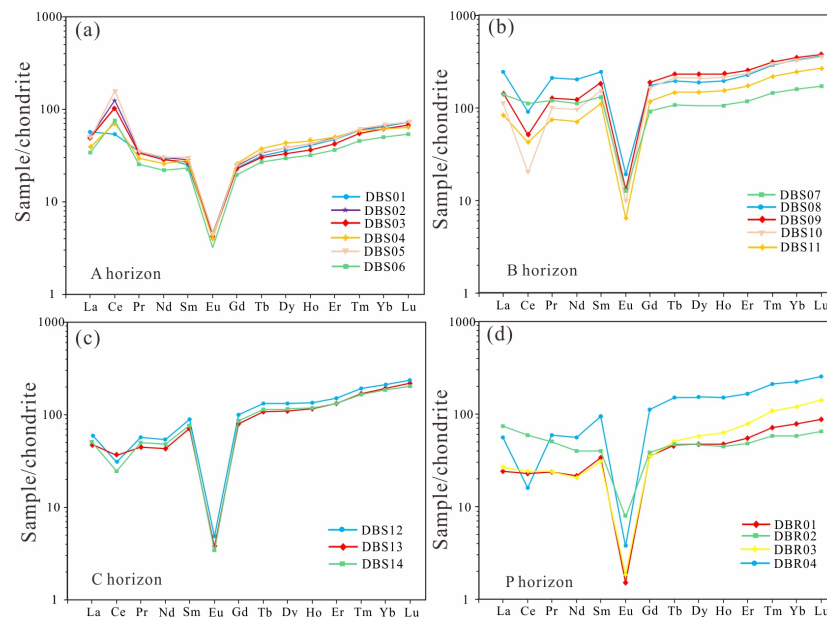 (a)
1000
100
10
1
Sample/chondrite
DBS01
DBS02
DBS03
DBS04
DBS05
DBS06
A horizon
La Ce Pr Nd Sm Eu Gd Tb Dy Ho Er Tm Yb Lu
(b)
1000
100
10
1
Sample/chondrite
DBS07
DBS08
DBS09
DBS10
DBS11
B horizon
La Ce Pr Nd Sm Eu Gd Tb Dy Ho Er Tm Yb Lu
(c)
1000
100
10
1
Sample/chondrite
DBS12
DBS13
DBS14
C horizon
La Ce Pr Nd Sm Eu Gd Tb Dy Ho Er Tm Yb Lu
(d)
1000
100
10
1
Sample/chondrite
DBR01
DBR02
DBR03
DBR04
P horizon
La Ce Pr Nd Sm Eu Gd Tb Dy Ho Er Tm Yb Lu